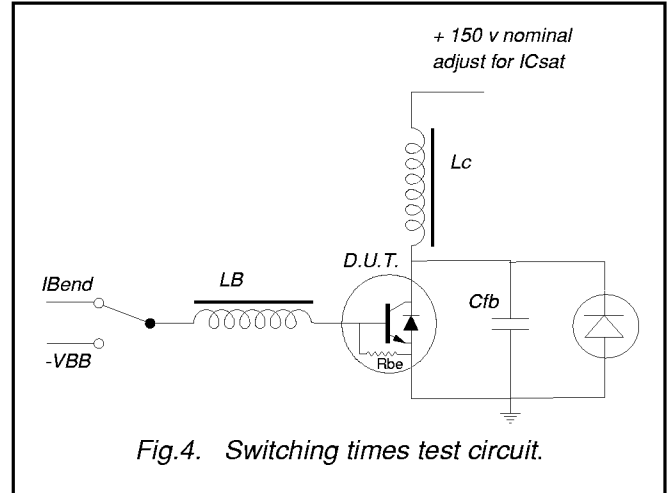 + 150 v nominal
adjust for ICsat
Lc
D.U.T.
LB
IBend
Cfb
-VBB
Rbe
Fig.4. Switching times test circuit.